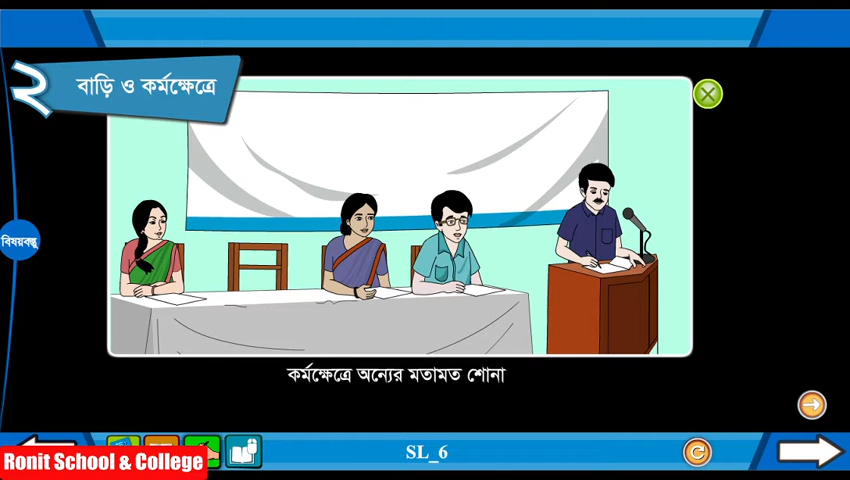 ২ বাড়ি ও কর্মক্ষেত্রে
বিষয়বস্তু
কর্মক্ষেত্রে অন্যের মতামত শোনা
SL_6
Ronit School & College